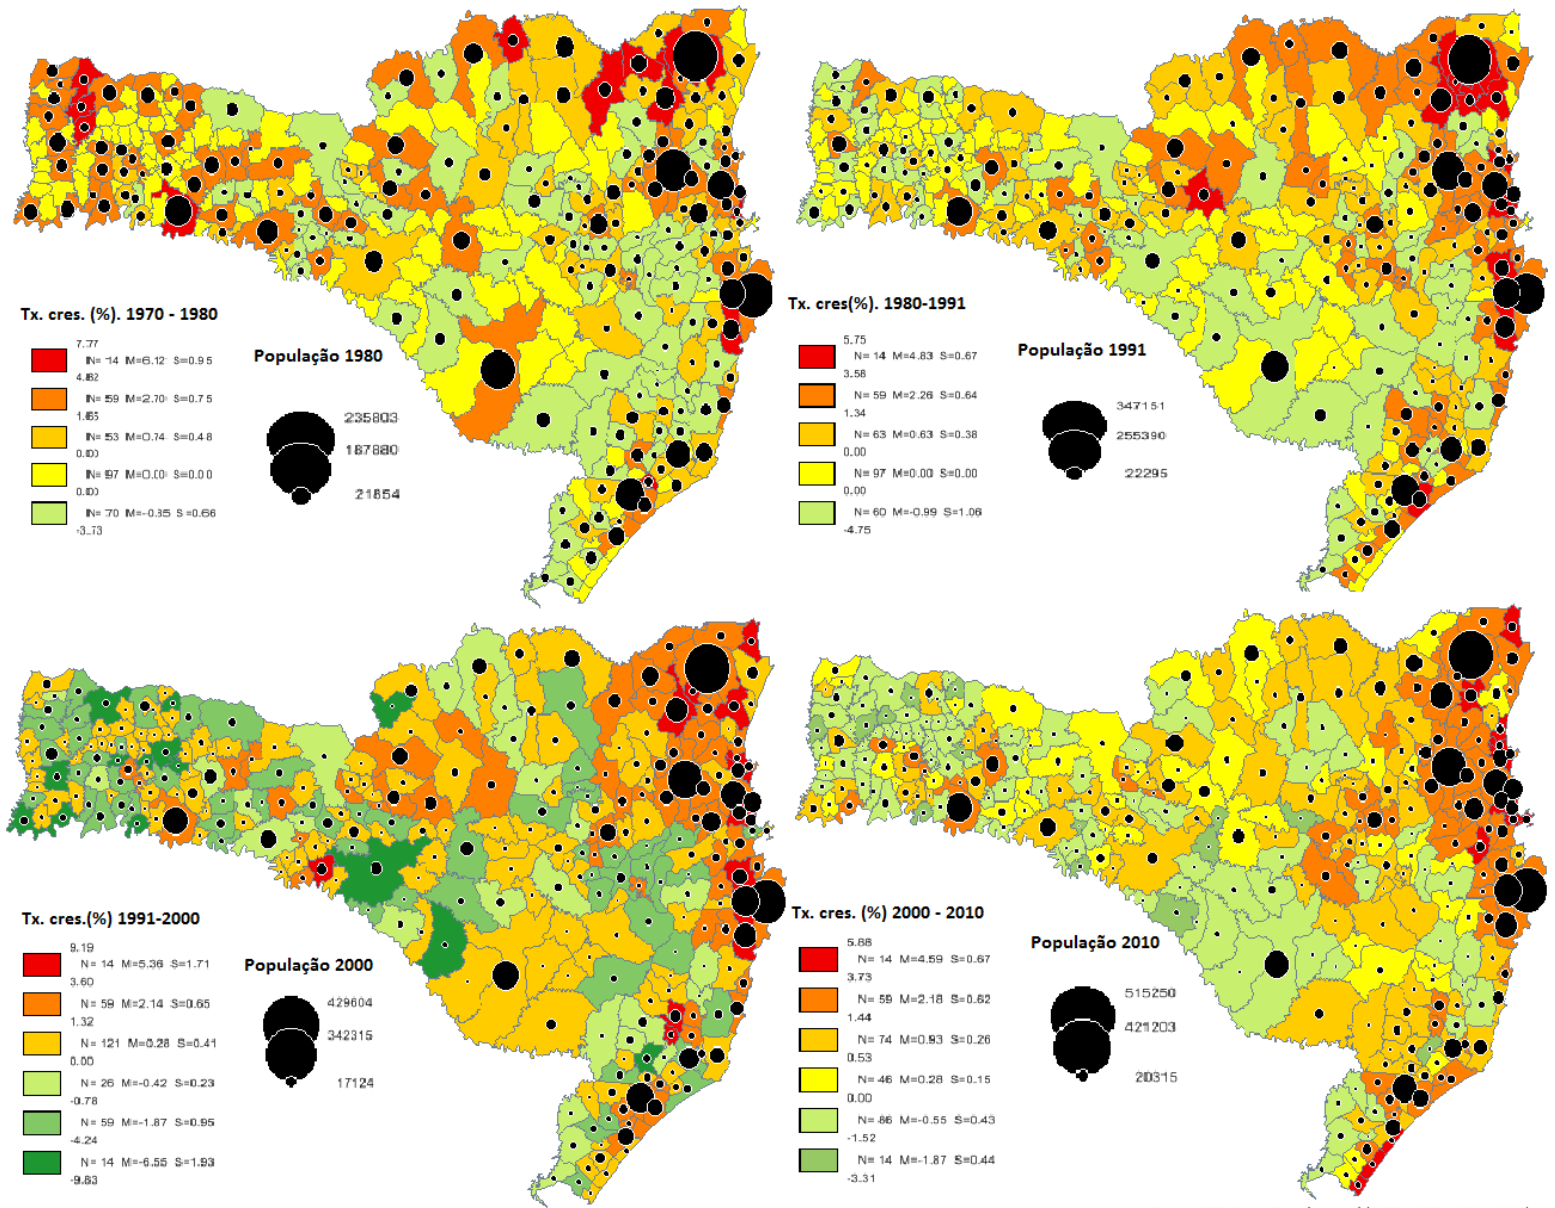 Tx. cres. (%). 1970 - 1980
7.77
N= 14 M=6.12 S=0.95
4.62
N= 59 M=2.70 S=0.75
1.65
N= 53 M=0.74 S=0.48
0.00
N= 97 M=0.00 S=0.00
0.00
N= 70 M=-0.85 S=0.66
-3.73
População 1980
235803
187880
21854
Tx. cres(%). 1980-1991
5.75
N= 14 M=4.83 S=0.67
3.58
N= 59 M=2.26 S=0.64
1.34
N= 63 M=0.63 S=0.38
0.00
N= 97 M=0.00 S=0.00
0.00
N= 60 M=-0.99 S=1.06
-4.75
População 1991
347151
255390
22295
Tx. cres.(%) 1991-2000
9.19
N= 14 M=5.36 S=1.71
3.60
N= 59 M=2.14 S=0.65
1.32
N= 121 M=0.28 S=0.41
0.00
N= 26 M=-0.42 S=0.23
-0.78
N= 59 M=-1.87 S=0.95
-4.24
N= 14 M=-6.55 S=1.93
-9.83
População 2000
429604
342315
17124
Tx. cres. (%) 2000 - 2010
5.88
N= 14 M=4.59 S=0.67
3.73
N= 59 M=2.18 S=0.62
1.44
N= 74 M=0.93 S=0.26
0.53
N= 46 M=0.28 S=0.15
0.00
N= 86 M=-0.55 S=0.43
-1.52
N= 14 M=-1.87 S=0.44
-3.31
População 2010
515250
421203
20315